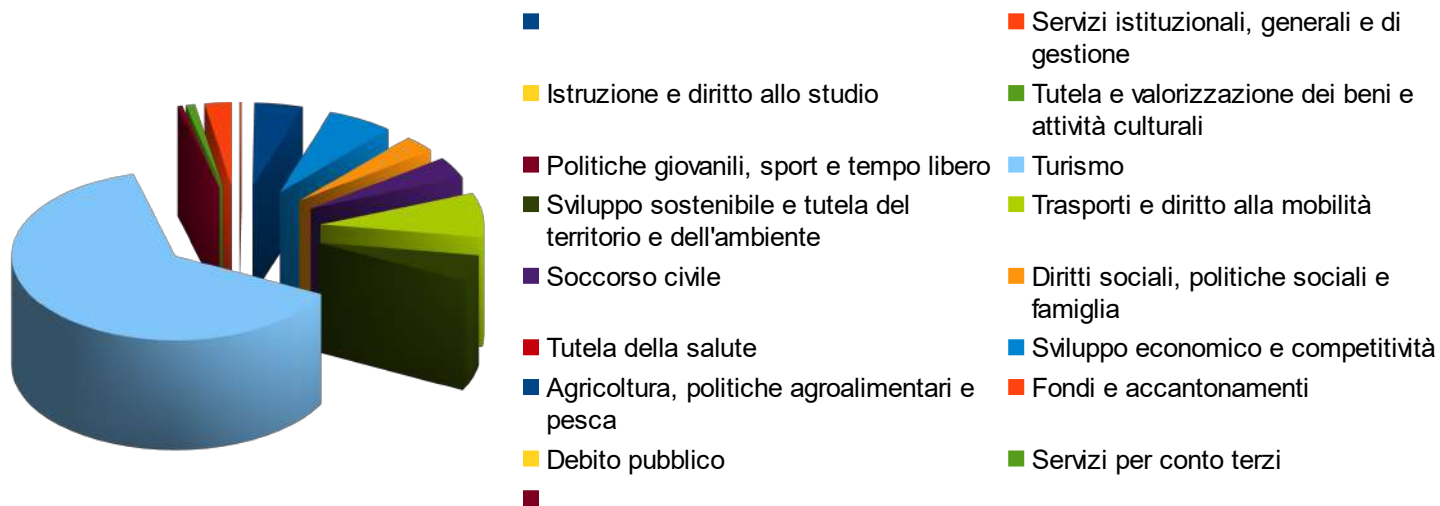 Servizi istituzionali, generali e di
gestione
Istruzione e diritto allo studio
Tutela e valorizzazione dei beni e
attività culturali
Politiche giovanili, sport e tempo libero
Turismo
Sviluppo sostenibile e tutela del
territorio e dell'ambiente
Trasporti e diritto alla mobilità
Soccorso civile
Diritti sociali, politiche sociali e
famiglia
Tutela della salute
Sviluppo economico e competitività
Agricoltura, politiche agroalimentari e
pesca
Fondi e accantonamenti
Debito pubblico
Servizi per conto terzi